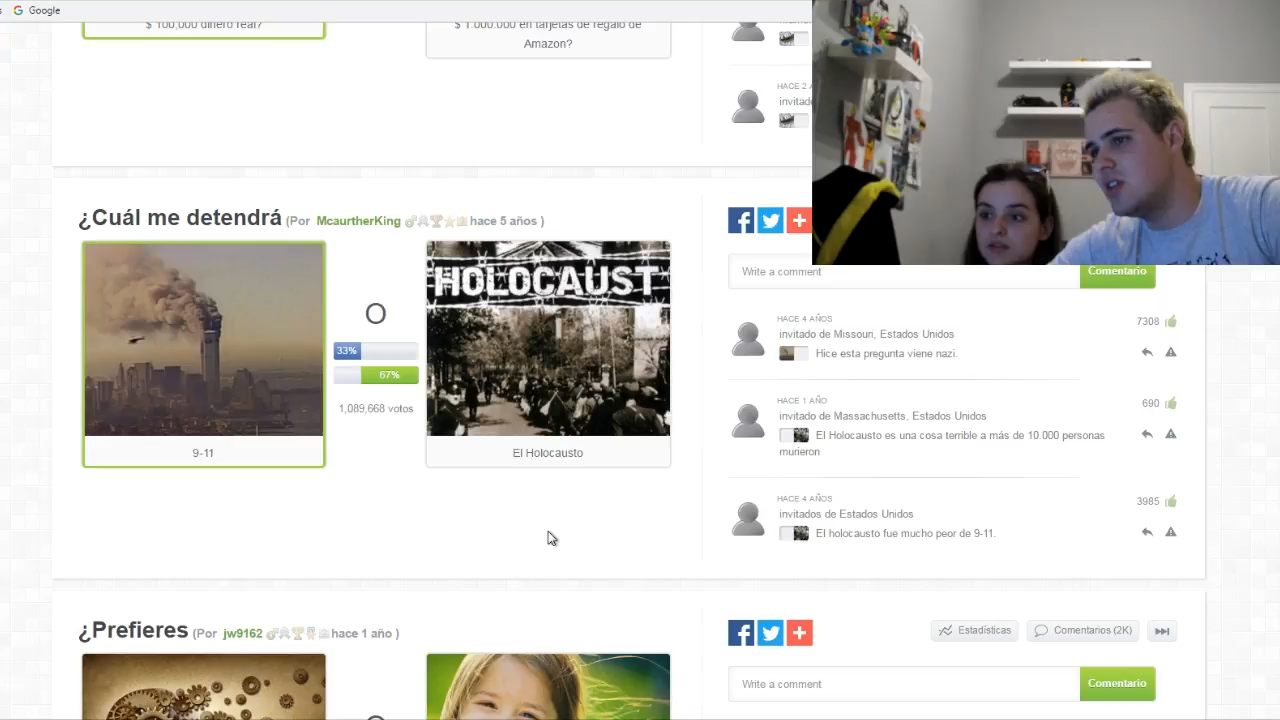 Google
$ 100,000 dinero real?
$ 1.000.000 en tarjetas de regalo de
Amazon?
HACE 2
invitado
¿Cuál me detendrá (Por McaurtherKing hace 5 años )
HOLOCAUST
O
33%
67%
1,089,668 votos
9-11
El Holocausto
Write a comment
Comentario
HACE 4 AÑOS
7308
invitado de Missouri, Estados Unidos
Hice esta pregunta viene nazi.
HACE 1 AÑO
690
invitado de Massachusetts, Estados Unidos
El Holocausto es una cosa terrible a más de 10.000 personas
murieron
HACE 4 AÑOS
3985
invitados de Estados Unidos
El holocausto fue mucho peor de 9-11.
¿Prefieres (Por jw9162 hace 1 año )
Estadísticas
Comentarios (2K)
Write a comment
Comentario